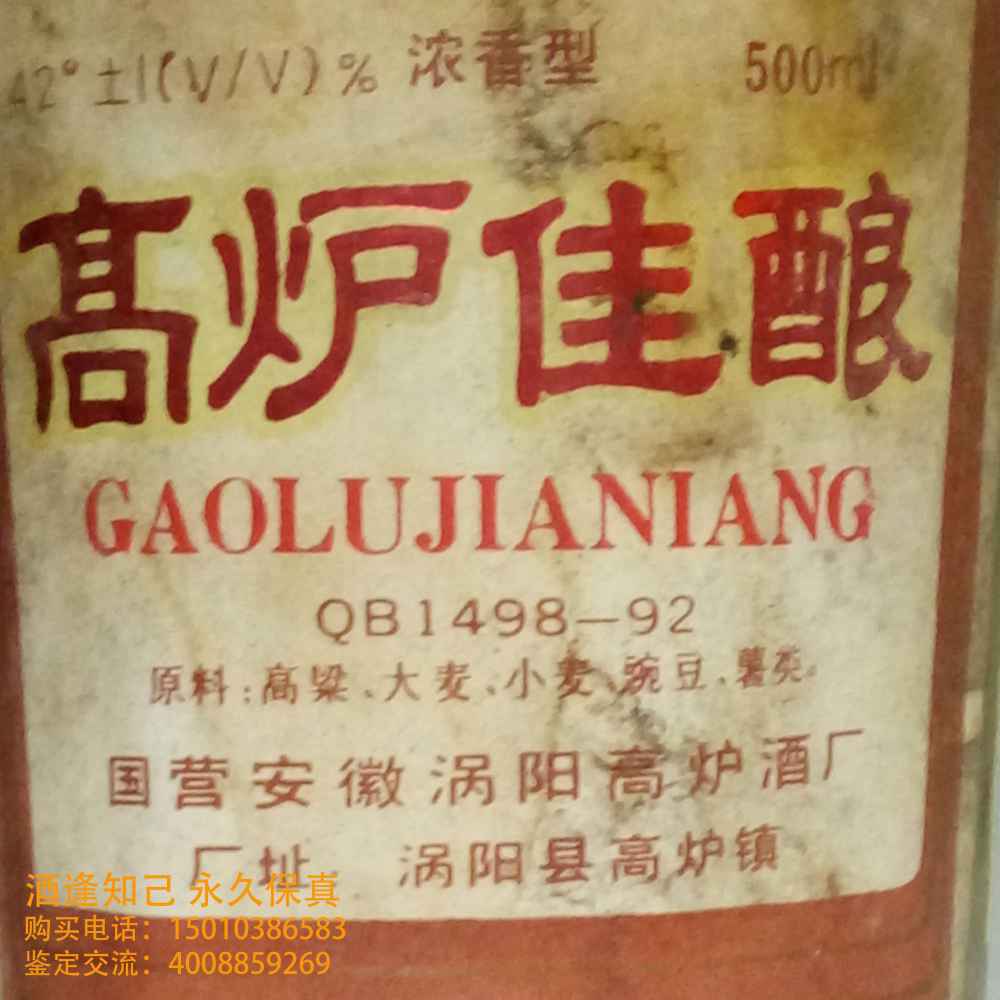 42°±1(V/V)% 浓香型 500ml
高炉佳酿
GAOLUJIANIANG
QB1498-92
原料:高粱、大麦、小麦、豌豆、薯类。
国营安徽涡阳高炉酒厂
厂址 涡阳县高炉镇
酒逢知己 永久保真
购买电话：15010386583
鉴定交流：4008859269